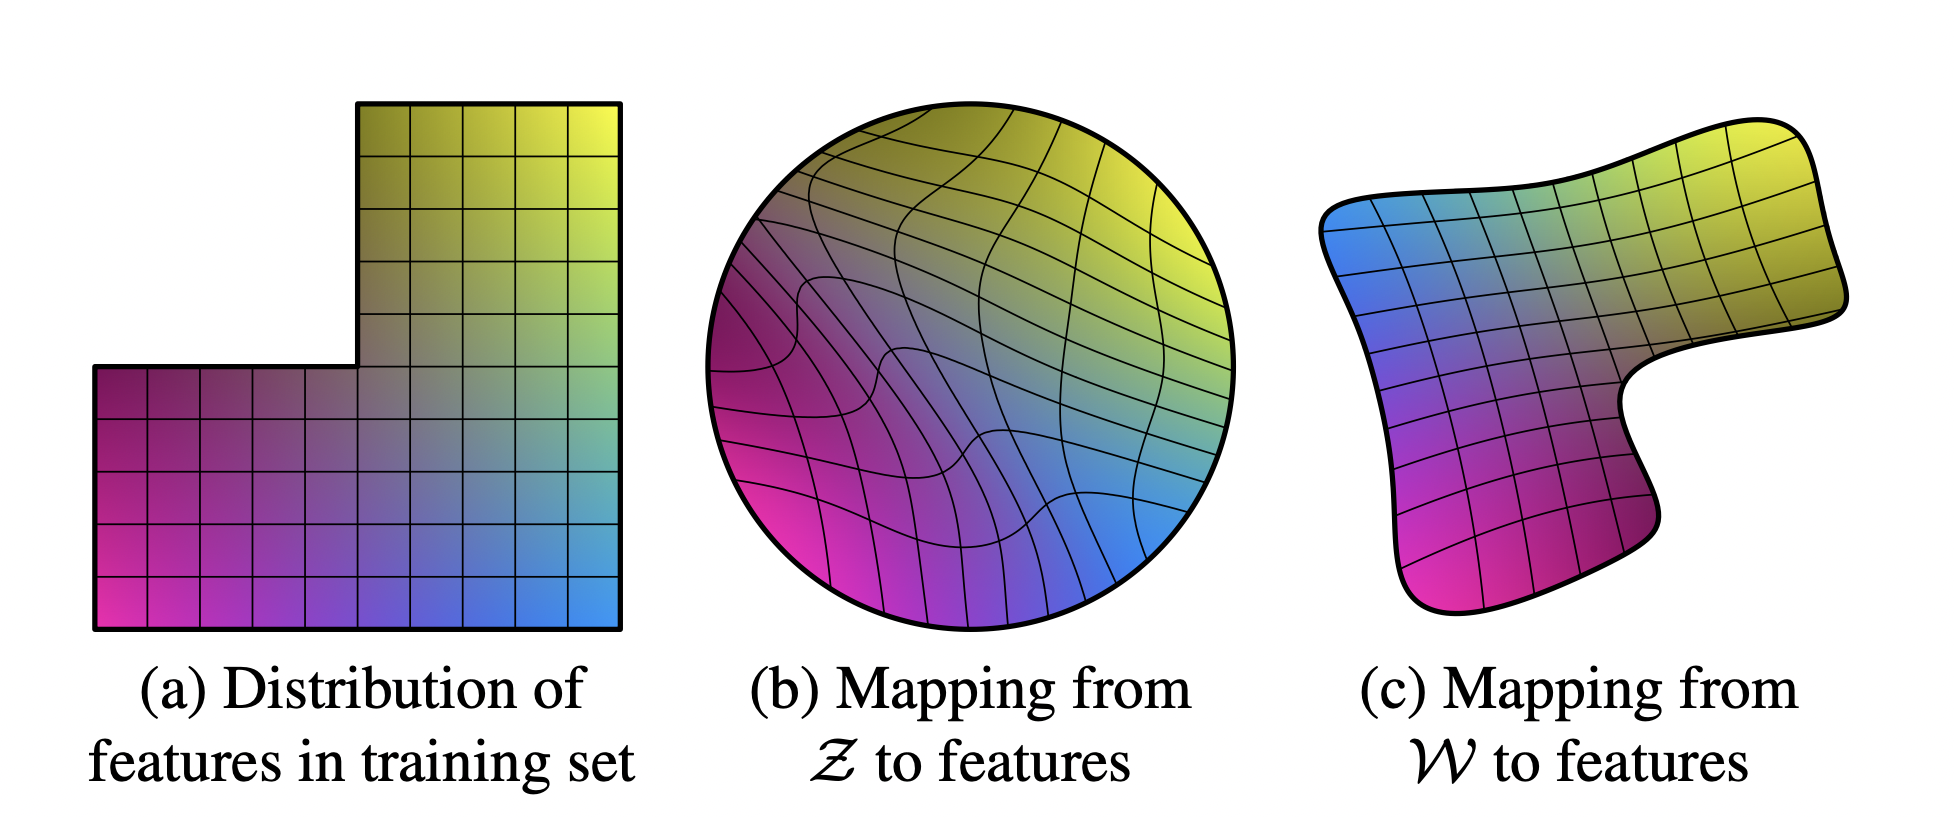 (a) Distribution of
features in training set
(b) Mapping from
𝒵 to features
(c) Mapping from
𝒲 to features